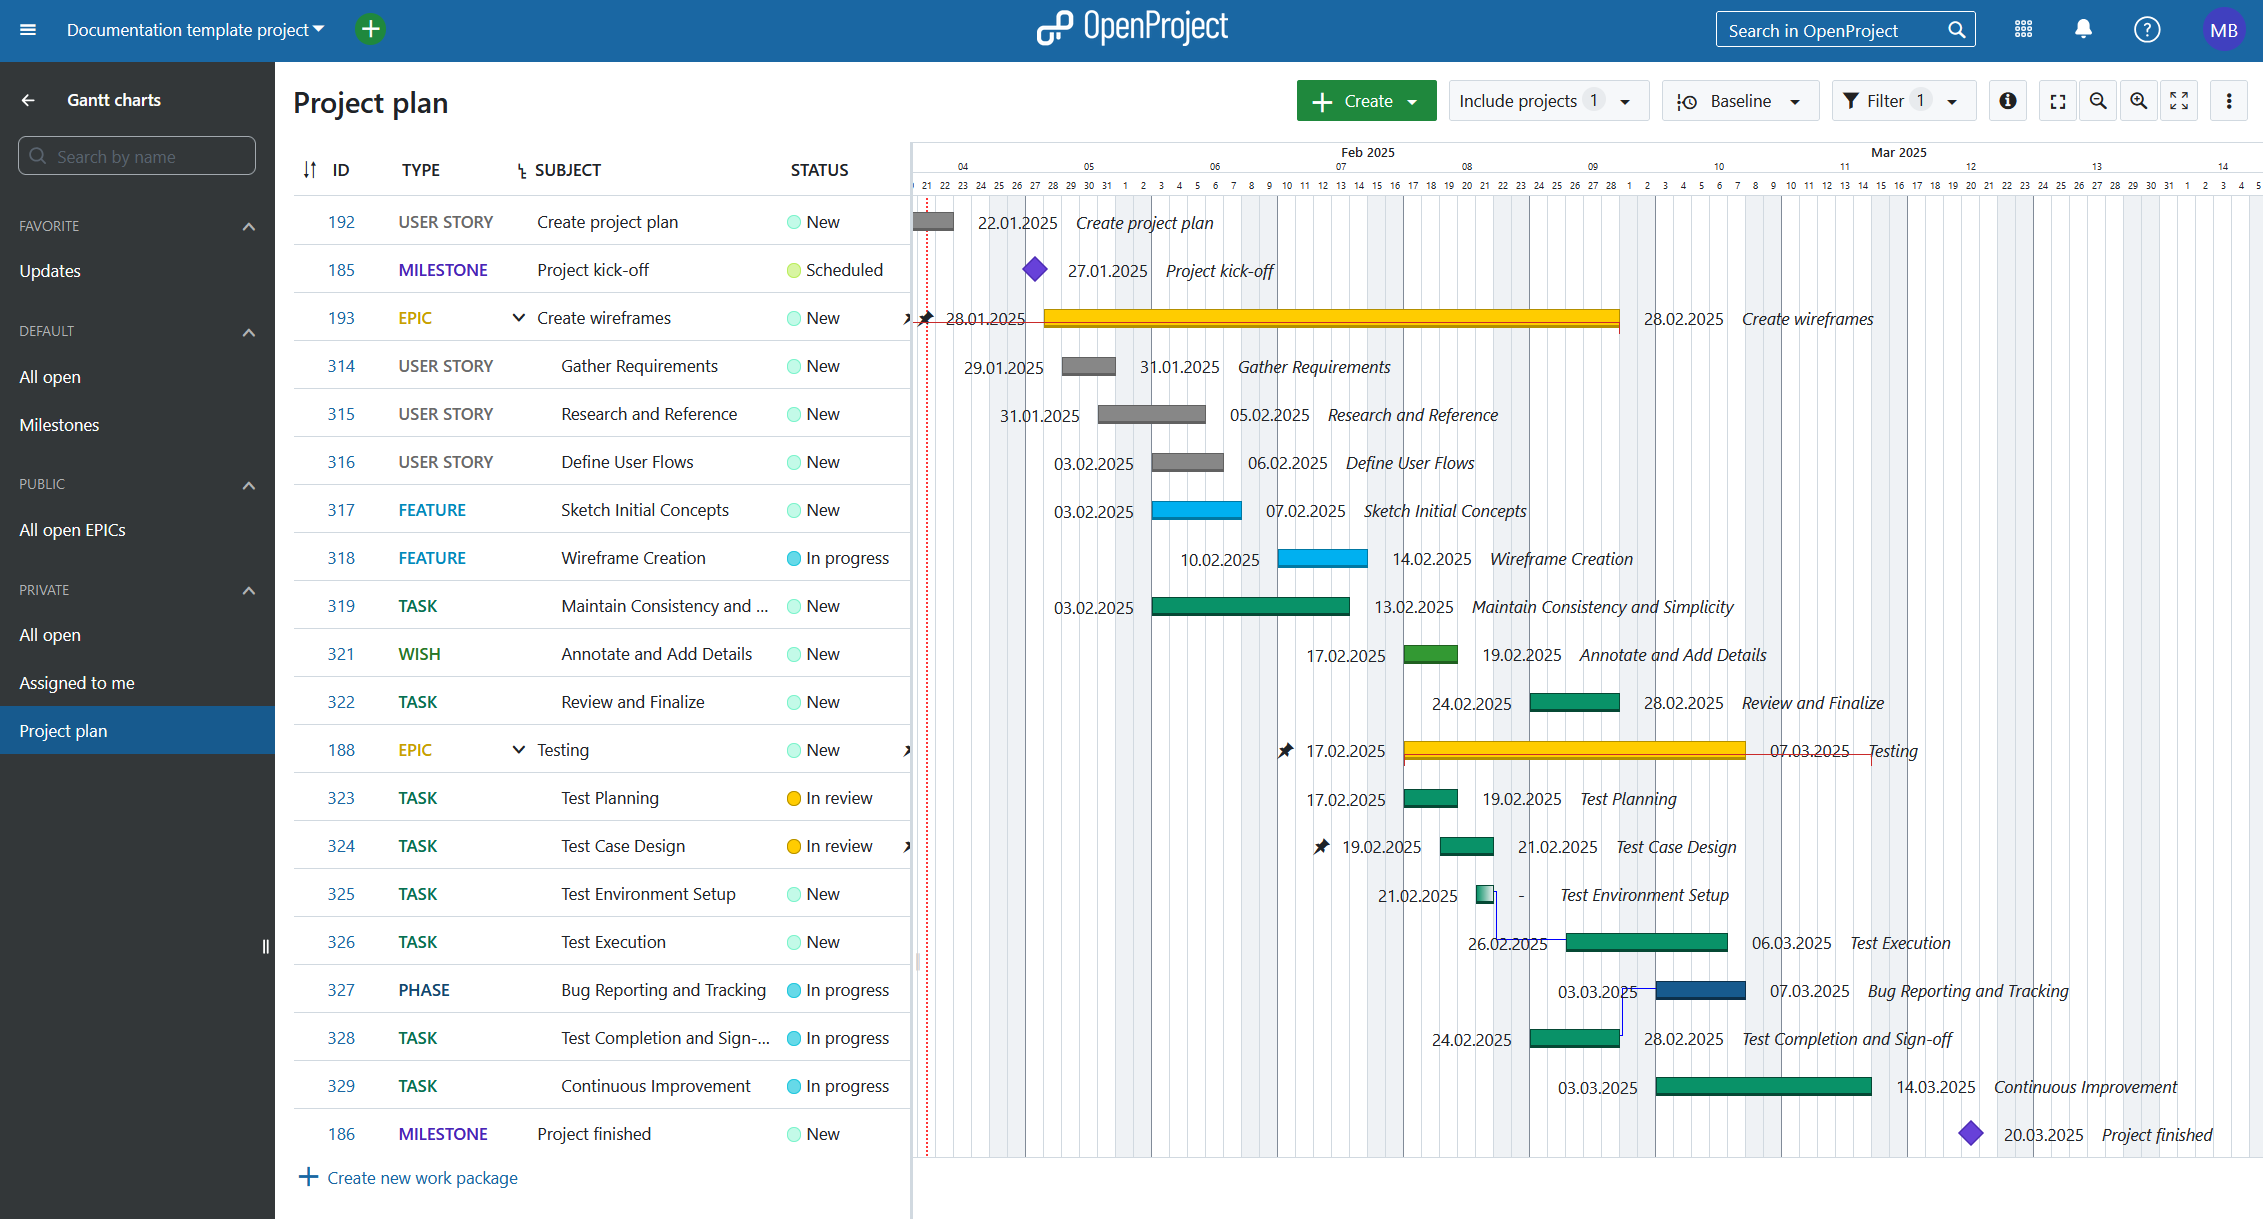 Documentation template project
OpenProject
Search in OpenProject
?
MB
Gantt charts
Search by name
FAVORITE
Updates
DEFAULT
All open
Milestones
PUBLIC
All open EPICs
PRIVATE
All open
Assigned to me
Project plan
Project plan
Create
Include projects 1
Baseline
Filter 1
ID TYPE SUBJECT STATUS
Feb 2025 Mar 2025
04 05 06 07 08 09 10 11 12 13 14
21 22 23 24 25 26 27 28 29 30 31 1 2 3 4 5 6 7 8 9 10 11 12 13 14 15 16 17 18 19 20 21 22 23 24 25 26 27 28 1 2 3 4 5 6 7 8 9 10 11 12 13 14 15 16 17 18 19 20 21 22 23 24 25 26 27 28 29 30 31 1 2 3 4 5
192 USER STORY Create project plan New 22.01.2025 Create project plan
185 MILESTONE Project kick-off Scheduled 27.01.2025 Project kick-off
193 EPIC Create wireframes New 28.01.2025 28.02.2025 Create wireframes
314 USER STORY Gather Requirements New 29.01.2025 31.01.2025 Gather Requirements
315 USER STORY Research and Reference New 31.01.2025 05.02.2025 Research and Reference
316 USER STORY Define User Flows New 03.02.2025 06.02.2025 Define User Flows
317 FEATURE Sketch Initial Concepts New 03.02.2025 07.02.2025 Sketch Initial Concepts
318 FEATURE Wireframe Creation In progress 10.02.2025 14.02.2025 Wireframe Creation
319 TASK Maintain Consistency and ... New 03.02.2025 13.02.2025 Maintain Consistency and Simplicity
321 WISH Annotate and Add Details New 17.02.2025 19.02.2025 Annotate and Add Details
322 TASK Review and Finalize New 24.02.2025 28.02.2025 Review and Finalize
188 EPIC Testing New 17.02.2025 07.03.2025 Testing
323 TASK Test Planning In review 17.02.2025 19.02.2025 Test Planning
324 TASK Test Case Design In review 19.02.2025 21.02.2025 Test Case Design
325 TASK Test Environment Setup New 21.02.2025 - Test Environment Setup
326 TASK Test Execution New 26.02.2025 06.03.2025 Test Execution
327 PHASE Bug Reporting and Tracking In progress 03.03.2025 07.03.2025 Bug Reporting and Tracking
328 TASK Test Completion and Sign-... In progress 24.02.2025 28.02.2025 Test Completion and Sign-off
329 TASK Continuous Improvement In progress 03.03.2025 14.03.2025 Continuous Improvement
186 MILESTONE Project finished New 20.03.2025 Project finished
Create new work package